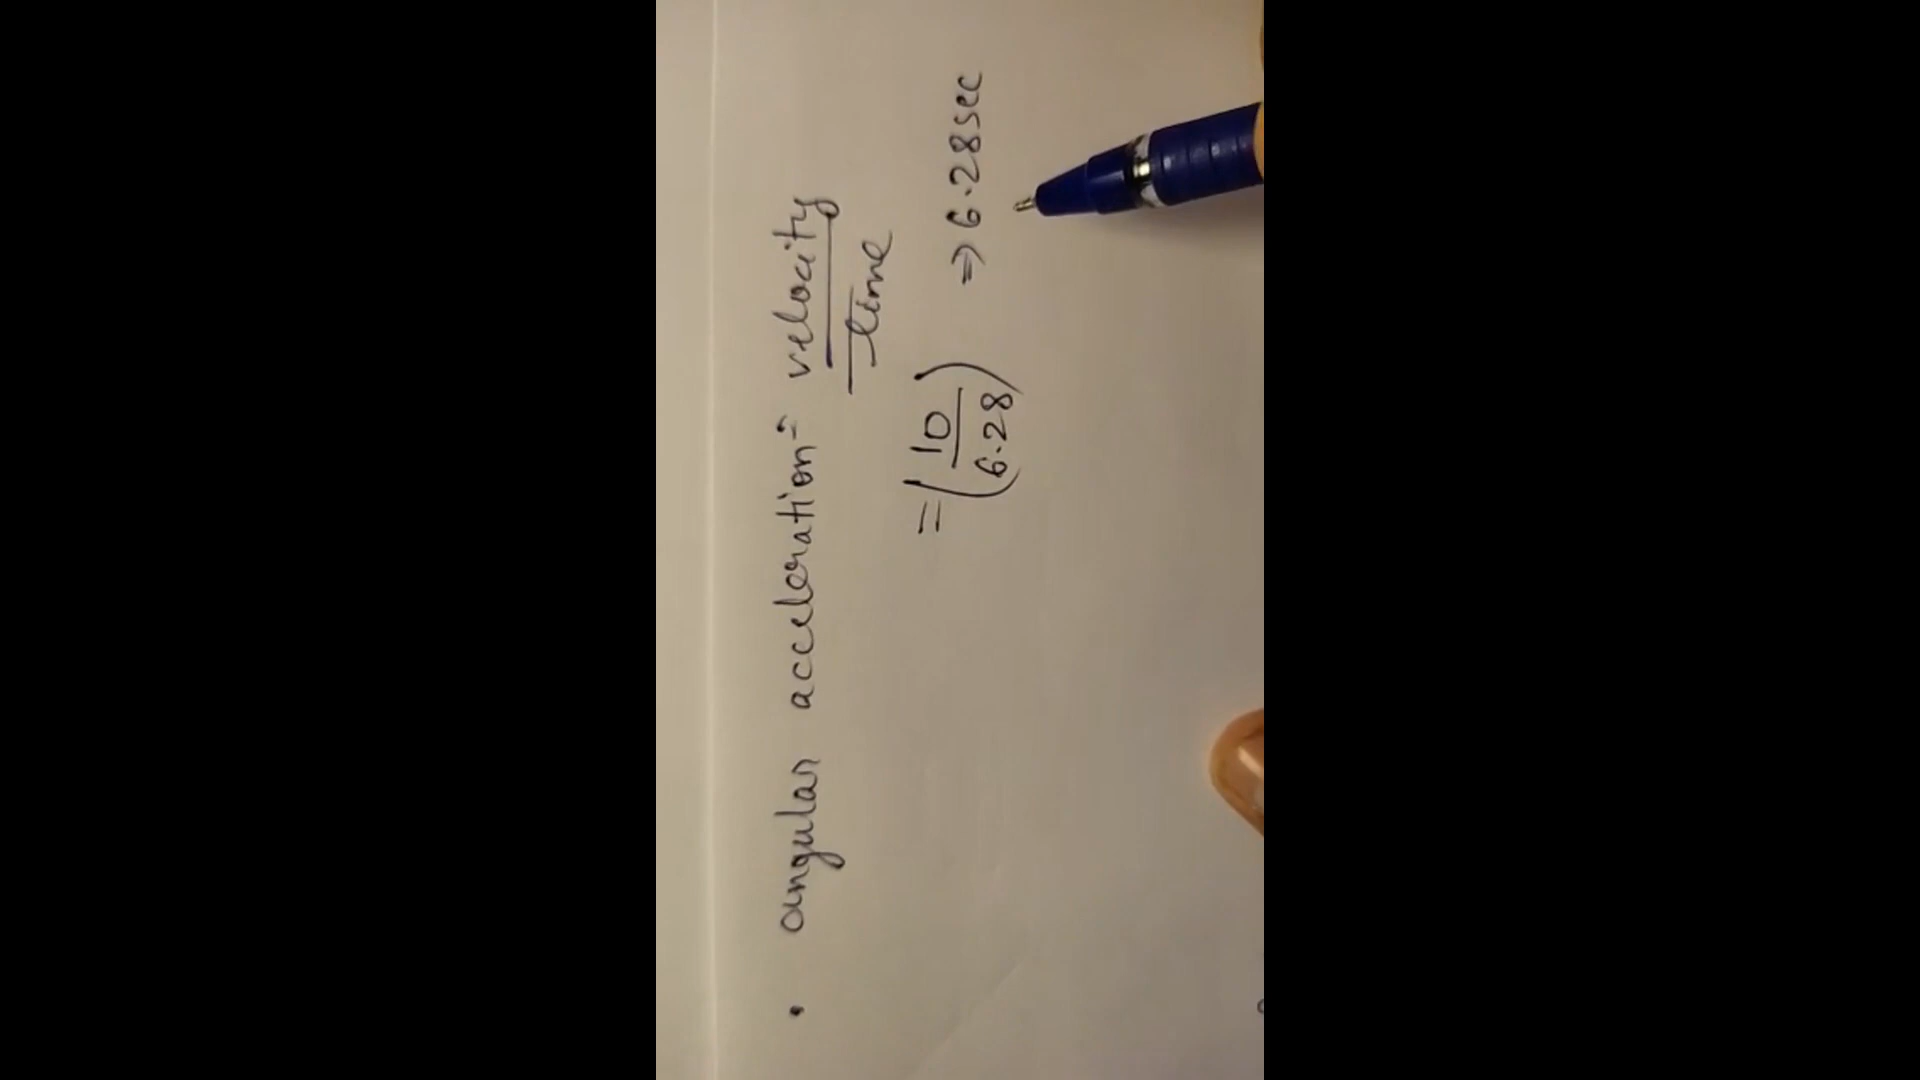 • angular acceleration = velocity
time
= (10/6.28) ⇒ 6.28sec